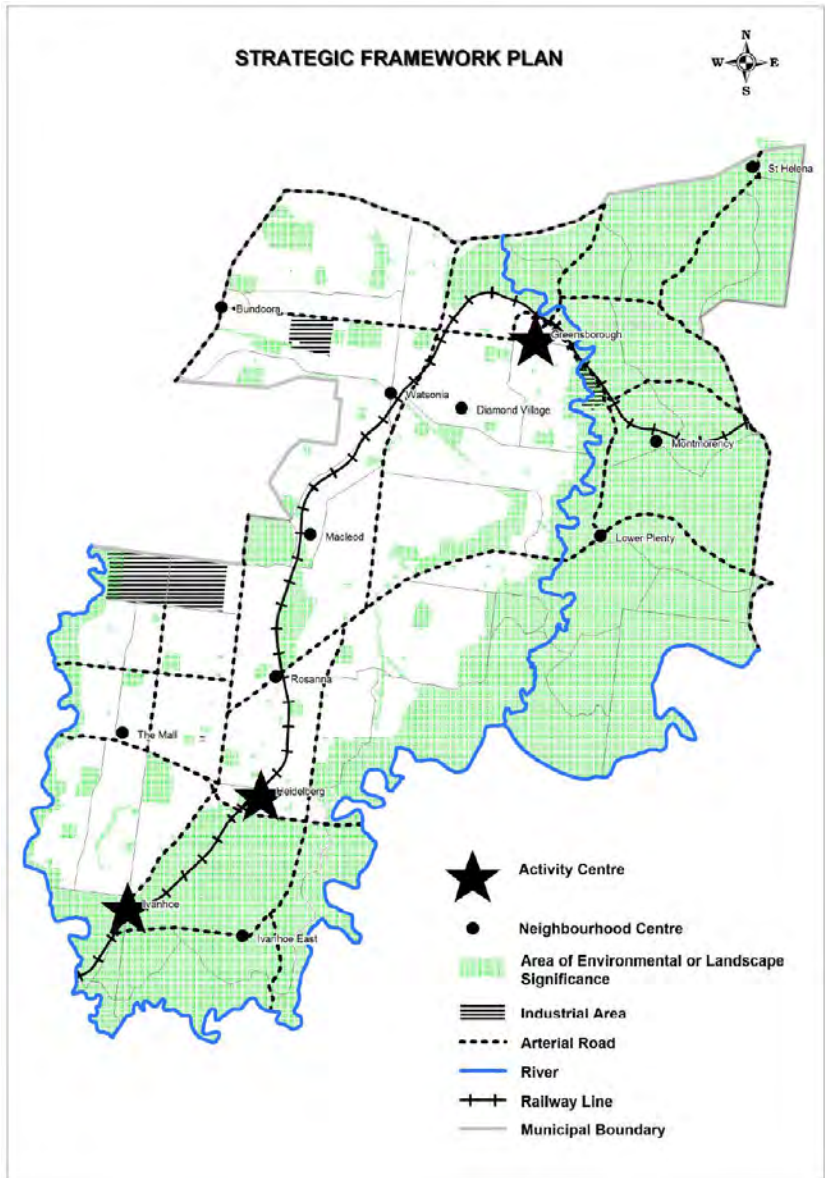 STRATEGIC FRAMEWORK PLAN
N
W E
S
St Helena
Bundoora
Greensborough
Watsonia
Diamond Village
Montmorency
Macleod
Lower Plenty
Rosanna
The Mall
Heidelberg
Ivanhoe
Ivanhoe East
Activity Centre
Neighbourhood Centre
Area of Environmental or Landscape
Significance
Industrial Area
Arterial Road
River
Railway Line
Municipal Boundary